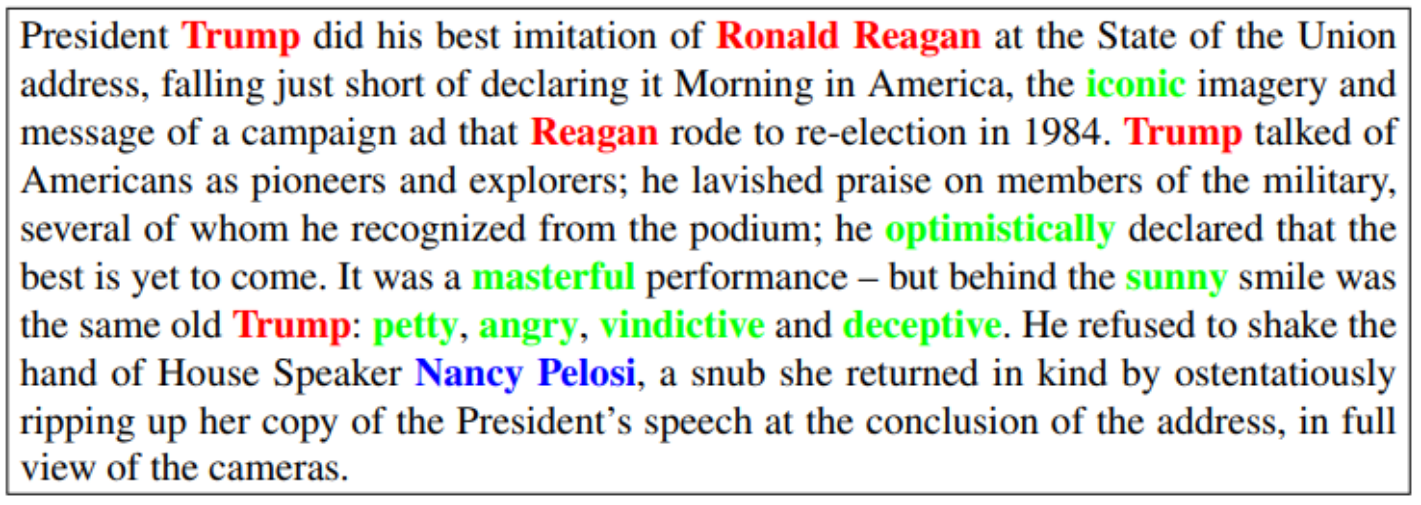 President Trump did his best imitation of Ronald Reagan at the State of the Union
address, falling just short of declaring it Morning in America, the iconic imagery and
message of a campaign ad that Reagan rode to re-election in 1984. Trump talked of
Americans as pioneers and explorers; he lavished praise on members of the military,
several of whom he recognized from the podium; he optimistically declared that the
best is yet to come. It was a masterful performance – but behind the sunny smile was
the same old Trump: petty, angry, vindictive and deceptive. He refused to shake the
hand of House Speaker Nancy Pelosi, a snub she returned in kind by ostentatiously
ripping up her copy of the President's speech at the conclusion of the address, in full
view of the cameras.